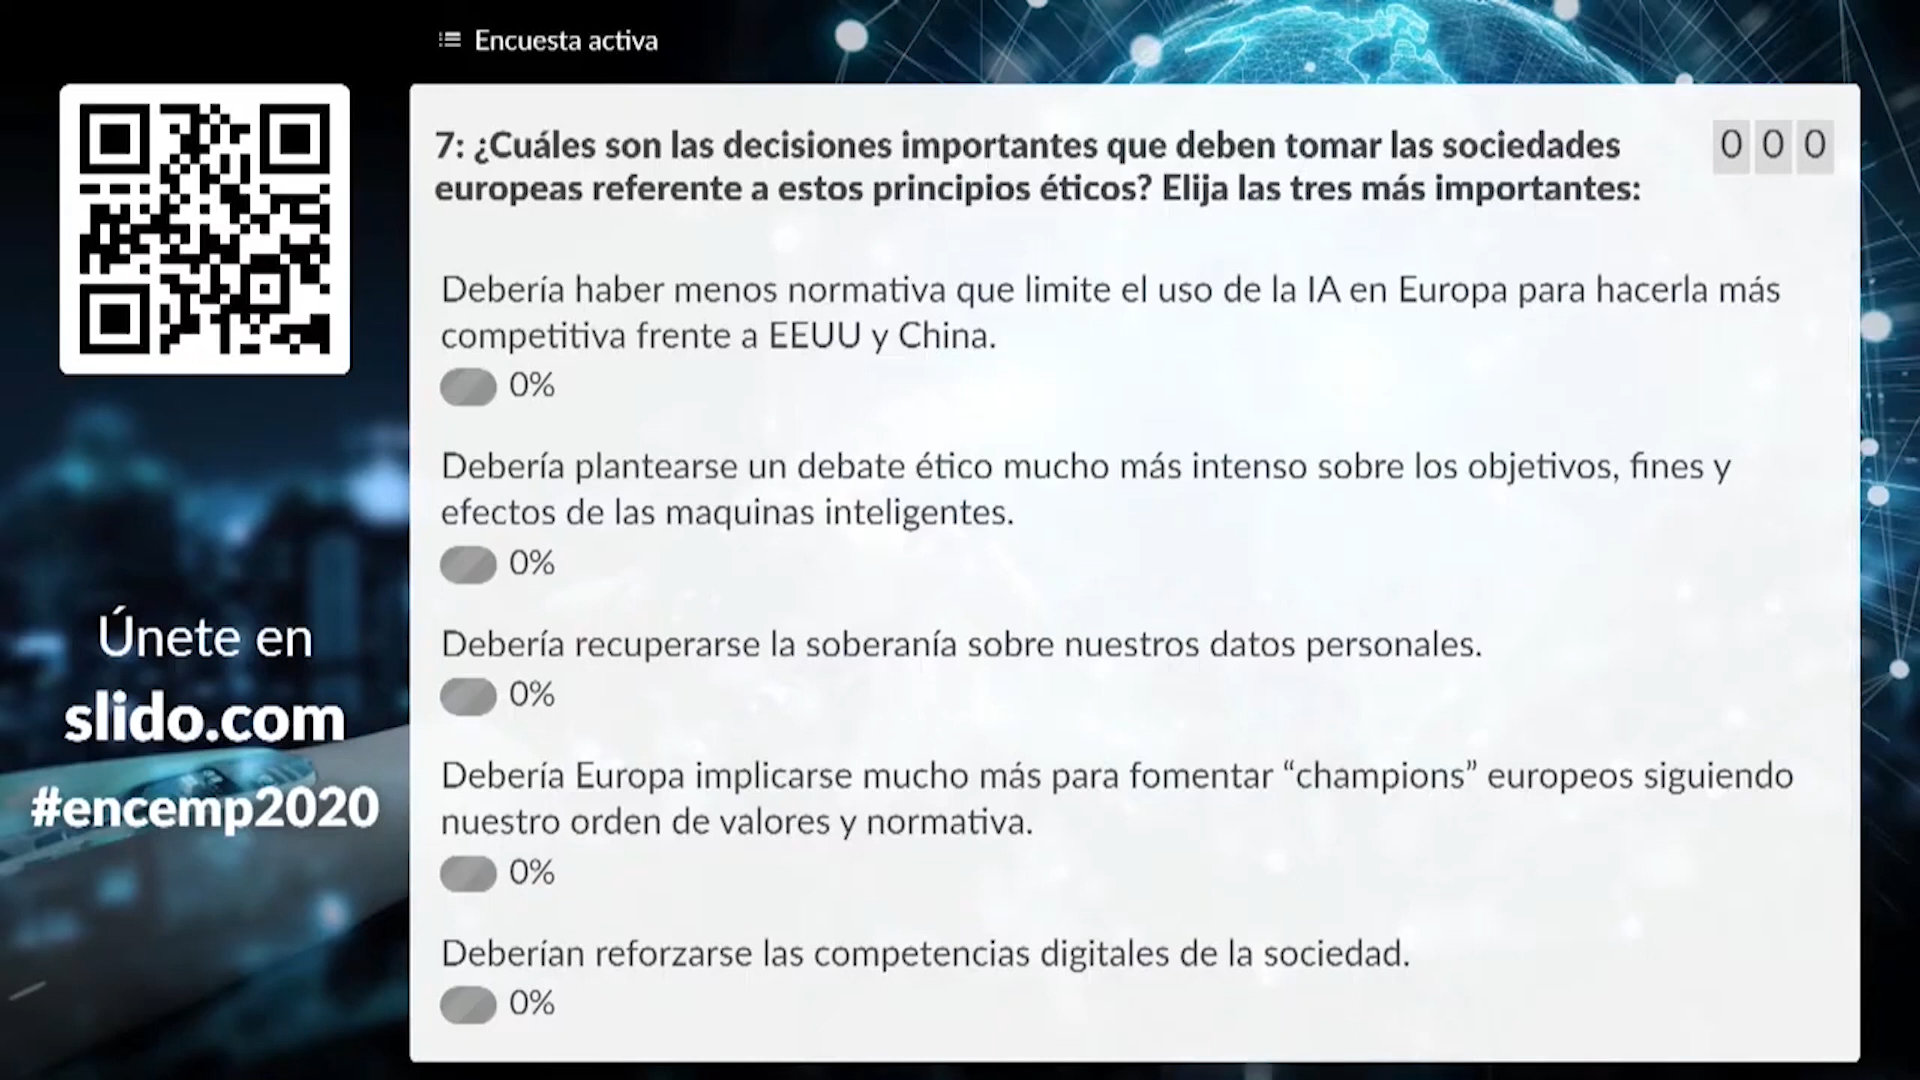 Encuesta activa
7: ¿Cuáles son las decisiones importantes que deben tomar las sociedades
europeas referente a estos principios éticos? Elija las tres más importantes:
0 0 0
Debería haber menos normativa que limite el uso de la IA en Europa para hacerla más
competitiva frente a EEUU y China.
0%
Debería plantearse un debate ético mucho más intenso sobre los objetivos, fines y
efectos de las maquinas inteligentes.
0%
Debería recuperarse la soberanía sobre nuestros datos personales.
0%
Debería Europa implicarse mucho más para fomentar “champions” europeos siguiendo
nuestro orden de valores y normativa.
0%
Deberían reforzarse las competencias digitales de la sociedad.
0%
Únete en
slido.com
#encemp2020